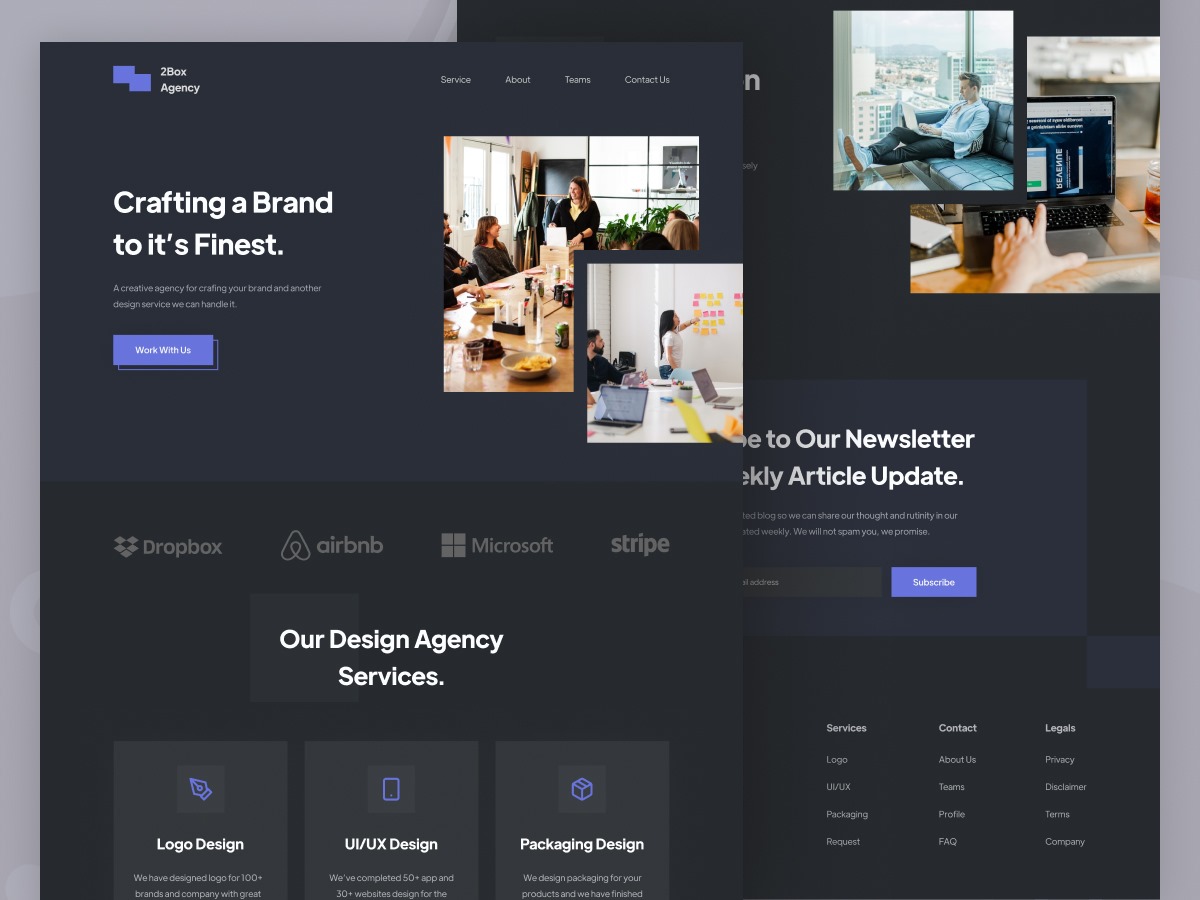 2Box
Agency
Service
About
Teams
Contact Us
Crafting a Brand
to it's Finest.
A creative agency for crafing your brand and another
design service we can handle it.
Work With Us
Dropbox
airbnb
Microsoft
stripe
Our Design Agency
Services.
Logo Design
We have designed logo for 100+
brands and company with great
UI/UX Design
We've completed 50+ app and
30+ websites design for the
Packaging Design
We design packaging for your
products and we have finished
REVENUE
to Our Newsletter
Article Update.
blog so we can share our thought and rutinity in our
weekly. We will not spam you, we promise.
address
Subscribe
Services
Logo
UI/UX
Packaging
Request
Contact
About Us
Teams
Profile
FAQ
Legals
Privacy
Disclaimer
Terms
Company